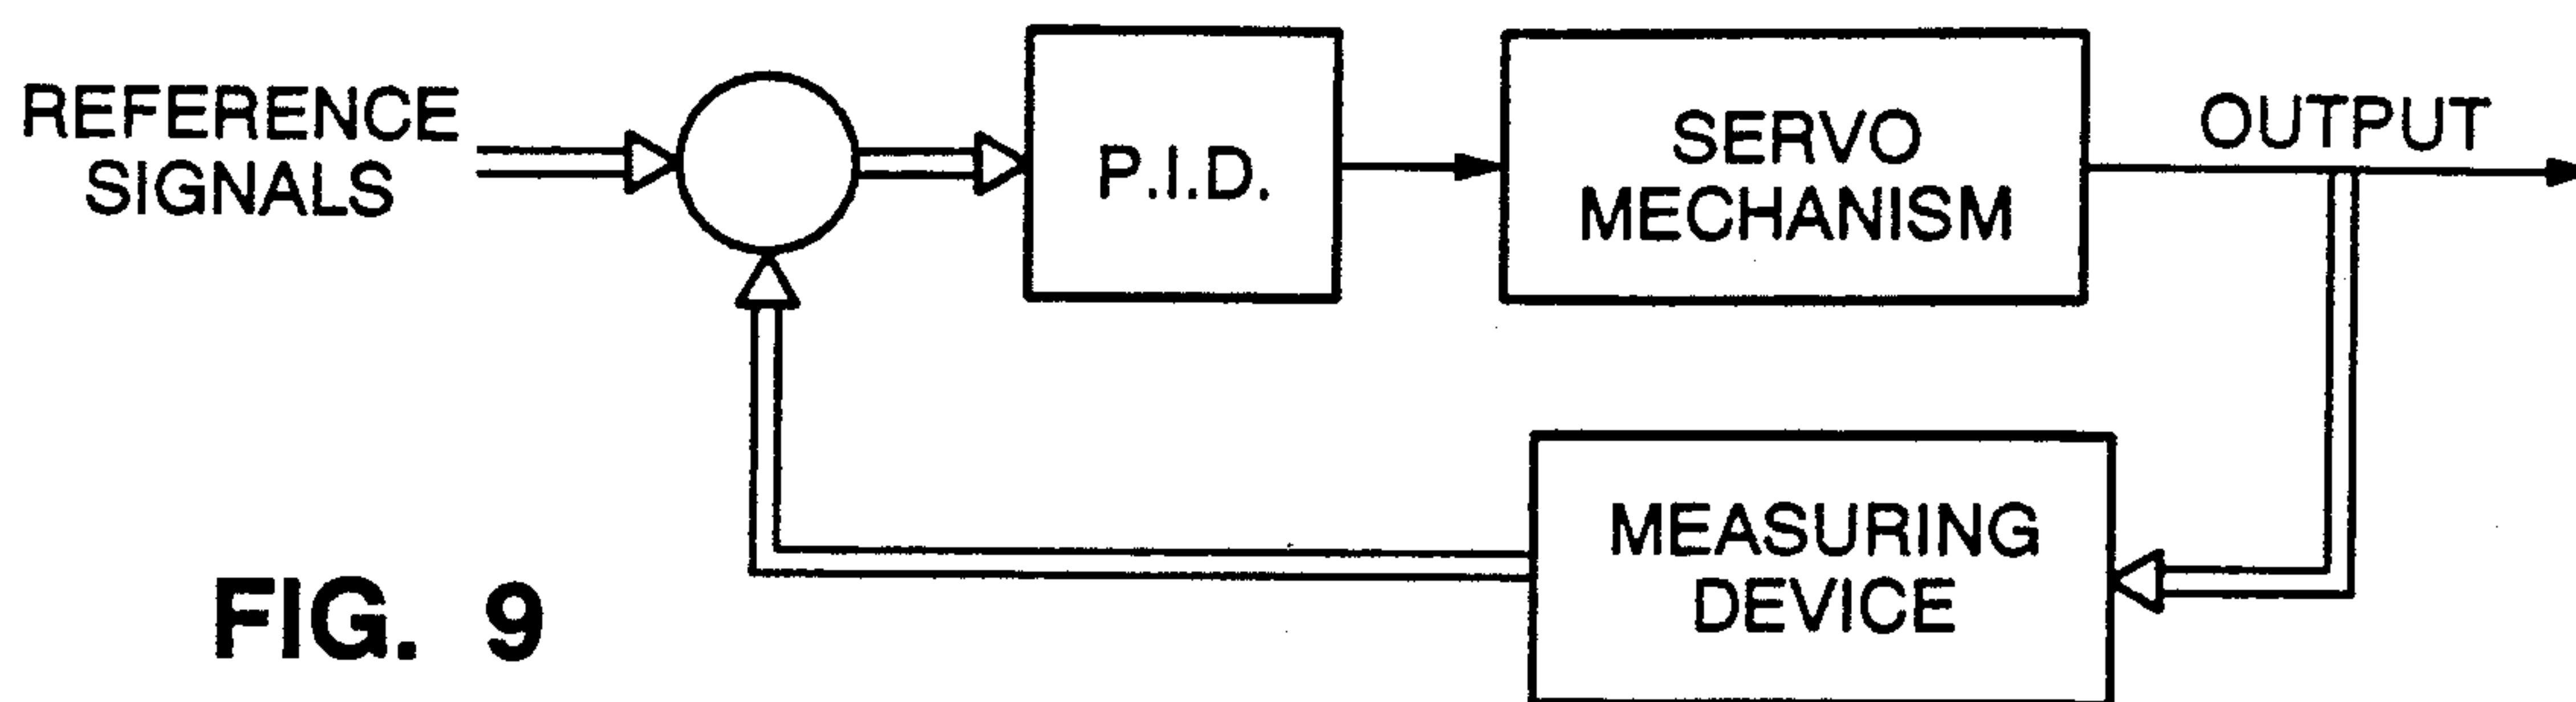 REFERENCE
SIGNALS
P.I.D.
SERVO
MECHANISM
OUTPUT
MEASURING
DEVICE
FIG. 9